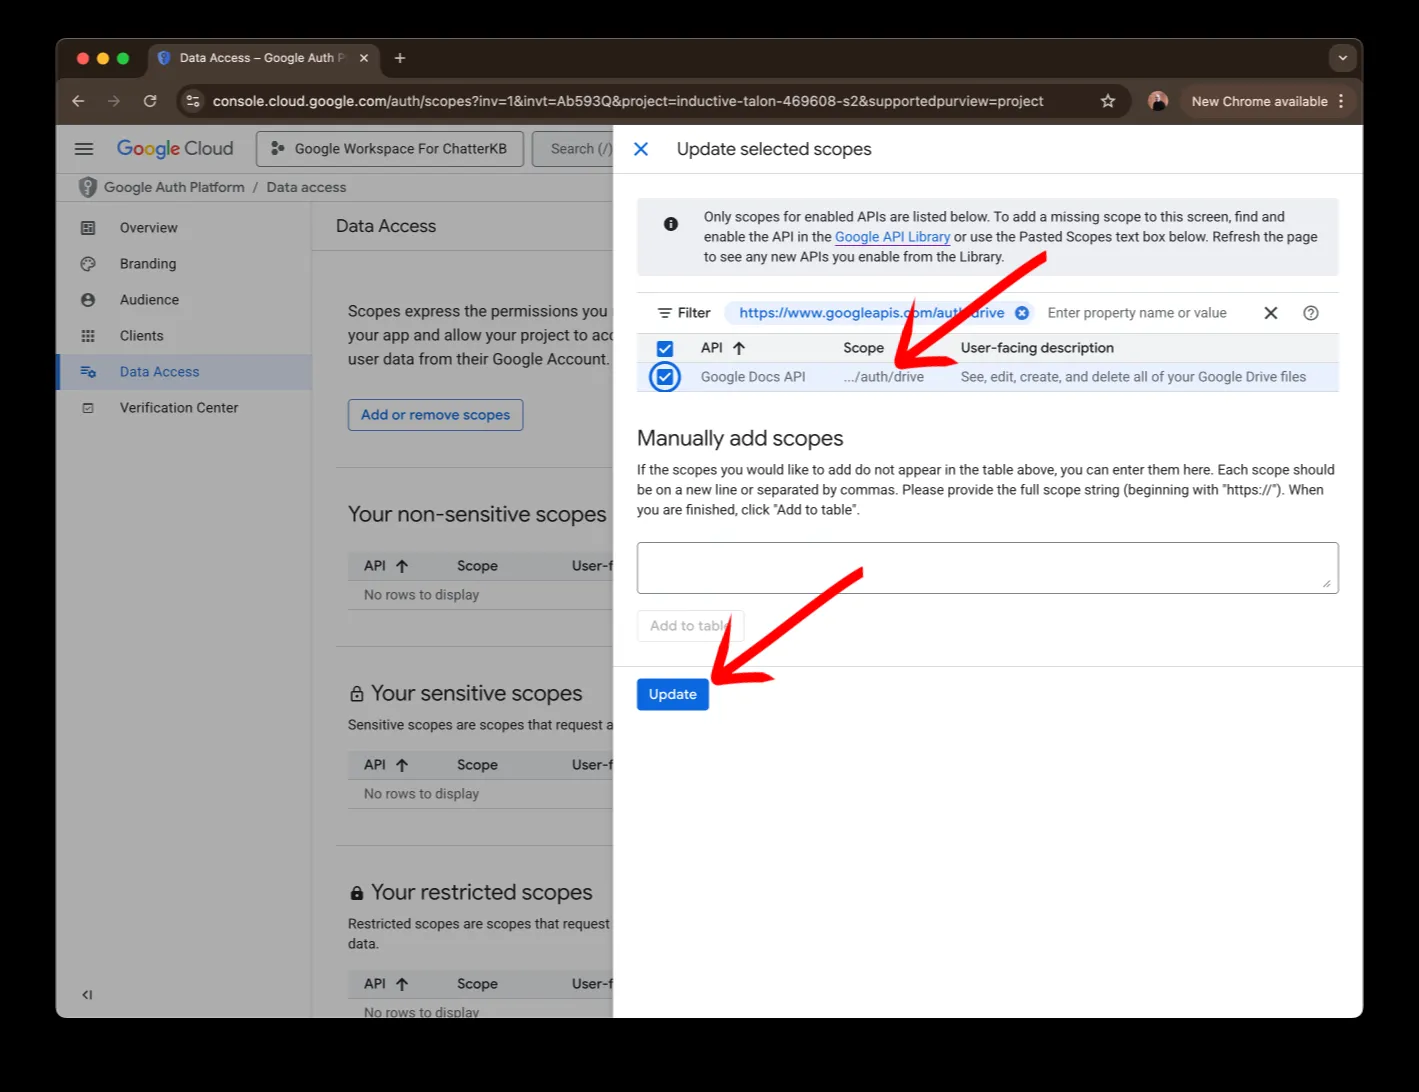 Data Access – Google Auth P
New Chrome available
console.cloud.google.com/auth/scopes?inv=1&invt=Ab593Q&project=inductive-talon-469608-s2&supportedpurview=project
Google Cloud
Google Workspace For ChatterKB
Search (/)
Google Auth Platform / Data access
Overview
Branding
Audience
Clients
Data Access
Verification Center
Data Access
Scopes express the permissions you
your app and allow your project to acc
user data from their Google Account.
Add or remove scopes
Your non-sensitive scopes
API Scope User-f
No rows to display
Your sensitive scopes
Sensitive scopes are scopes that request a
API Scope User-f
No rows to display
Your restricted scopes
Restricted scopes are scopes that request
data.
API Scope User-f
No rows to display
Update selected scopes
Only scopes for enabled APIs are listed below. To add a missing scope to this screen, find and
enable the API in the Google API Library or use the Pasted Scopes text box below. Refresh the page
to see any new APIs you enable from the Library.
Filter https://www.googleapis.com/auth/drive Enter property name or value
API Scope User-facing description
Google Docs API .../auth/drive See, edit, create, and delete all of your Google Drive files
Manually add scopes
If the scopes you would like to add do not appear in the table above, you can enter them here. Each scope should
be on a new line or separated by commas. Please provide the full scope string (beginning with "https://"). When
you are finished, click "Add to table".
Add to table
Update